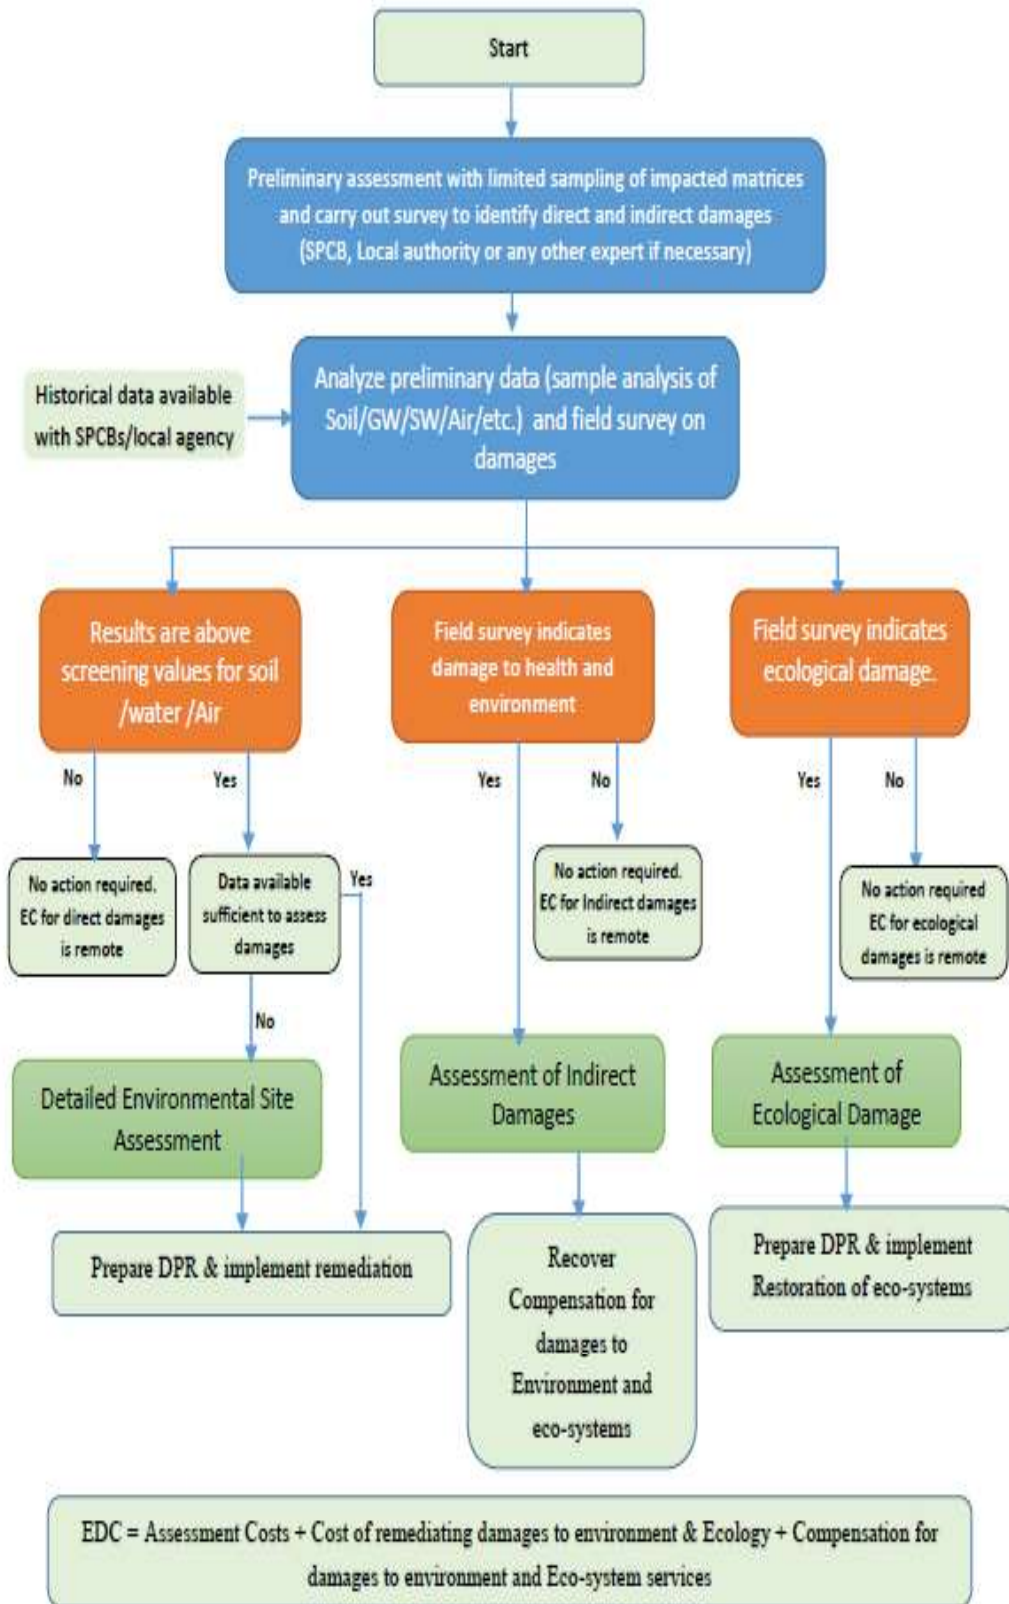 Start
Preliminary assessment with limited sampling of impacted matrices
and carry out survey to identify direct and indirect damages
(SPCB, Local authority or any other expert if necessary)
Historical data available
with SPCBs/local agency
Analyze preliminary data (sample analysis of
Soil/GW/SW/Air/etc.) and field survey on
damages
Results are above
screening values for soil
/water /Air
Field survey indicates
damage to health and
environment
Field survey indicates
ecological damage.
No
Yes
Yes
No
Yes
No
No action required.
EC for direct damages
is remote
Data available
sufficient to assess
damages
Yes
No action required.
EC for Indirect damages
is remote
No action required
EC for ecological
damages is remote
No
Detailed Environmental Site
Assessment
Assessment of Indirect
Damages
Assessment of
Ecological Damage
Prepare DPR & implement remediation
Recover
Compensation for
damages to
Environment and
eco-systems
Prepare DPR & implement
Restoration of eco-systems
EDC = Assessment Costs + Cost of remediating damages to environment & Ecology + Compensation for
damages to environment and Eco-system services